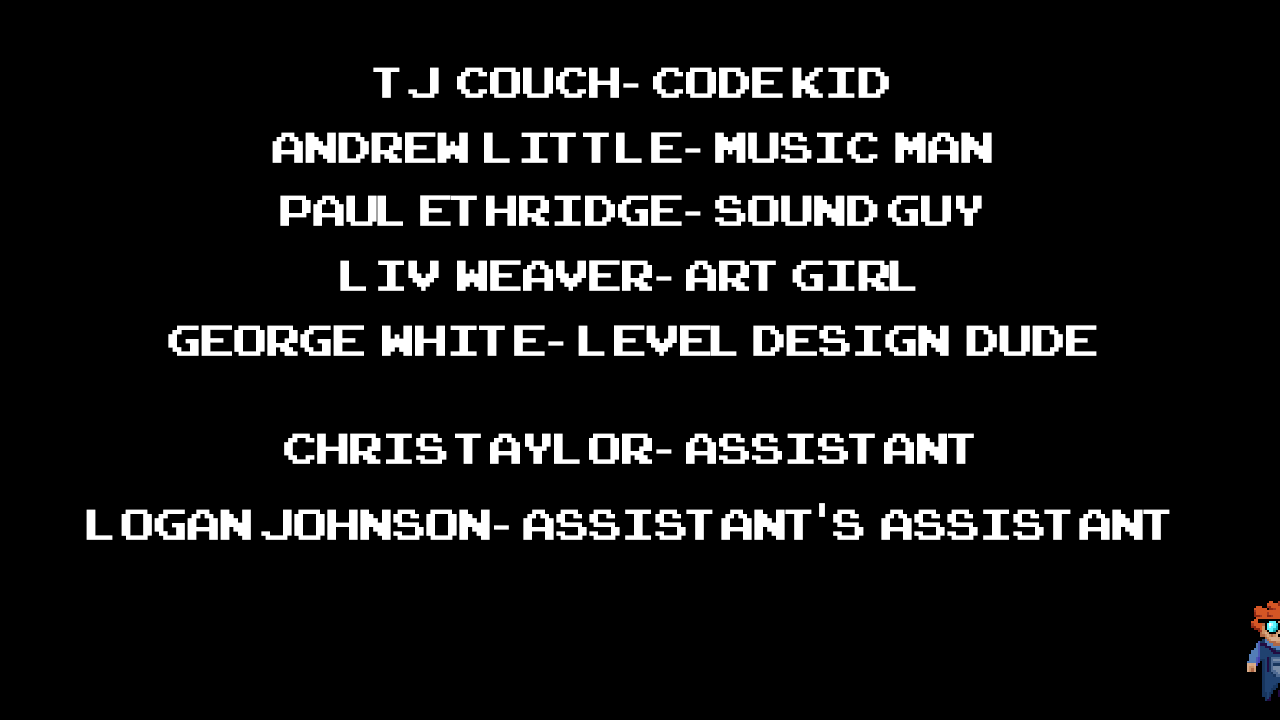 TJ COUCH- CODE KID
ANDREW LITTLE- MUSIC MAN
PAUL ETHRIDGE- SOUND GUY
LIV WEAVER- ART GIRL
GEORGE WHITE- LEVEL DESIGN DUDE
CHRIS TAYLOR- ASSISTANT
LOGAN JOHNSON- ASSISTANT'S ASSISTANT